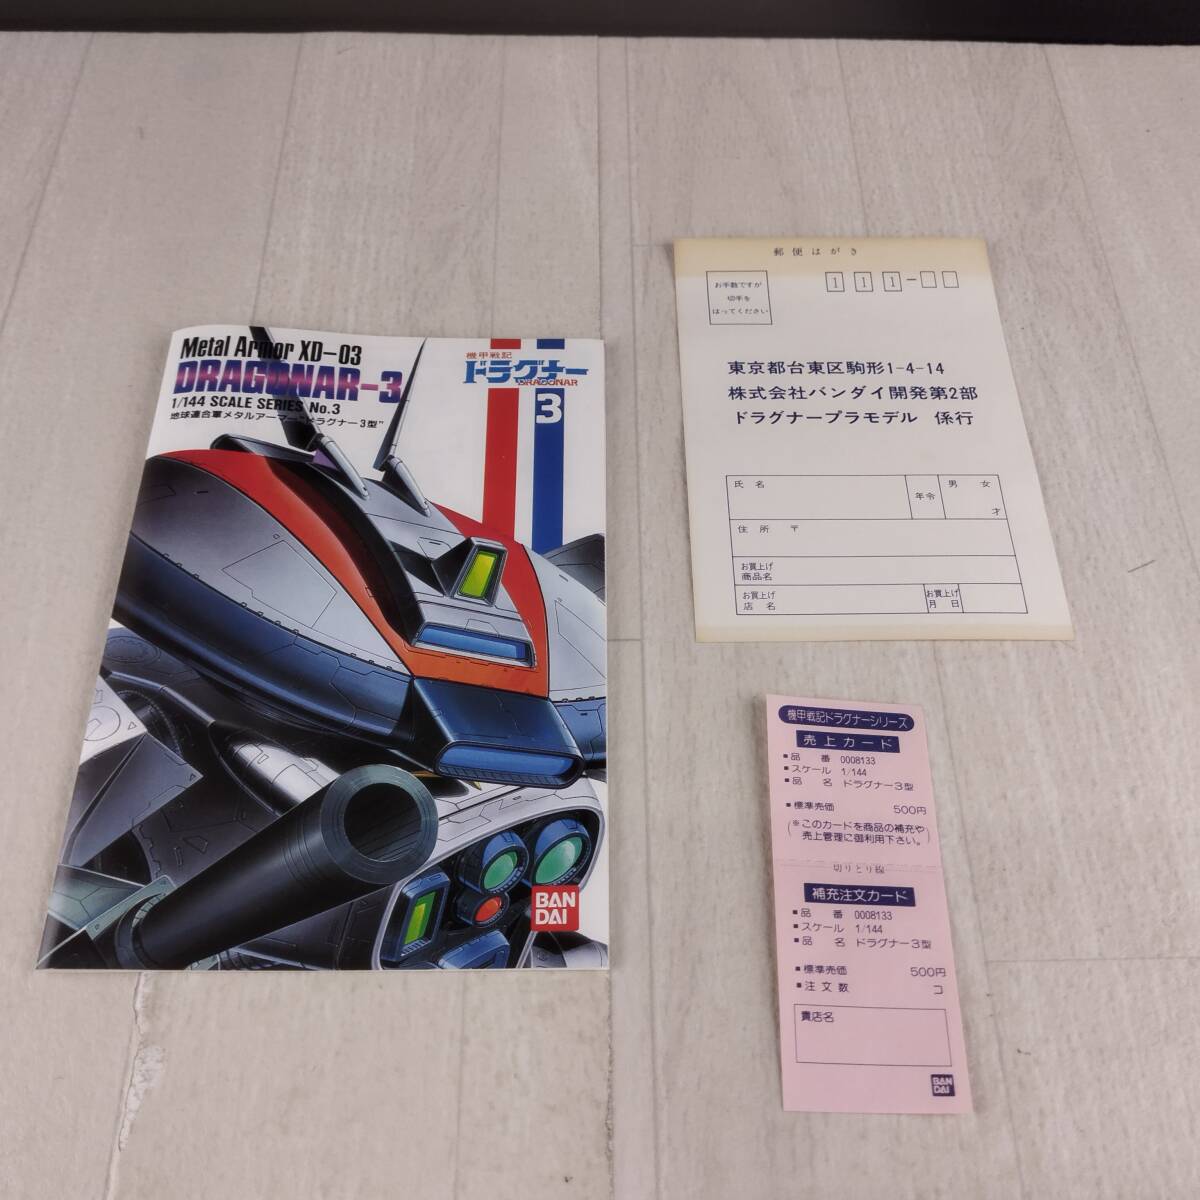 Metal Armor XD-03
DRAGONAR-3
1/144 SCALE SERIES No.3
地球連合軍メタルアーマー"ドラグナー3型"
機甲戦記
ドラグナー
DRAGONAR
3
BAN
DAI
郵便はがき
お手数ですが
切手を
はってください
111-
東京都台東区駒形1-4-14
株式会社バンダイ開発第2部
ドラグナープラモデル 係行
氏名
年令
男 女
才
住所 〒
お買上げ
商品名
お買上げ
店名
お買上げ
月日
機甲戦記ドラグナーシリーズ
売上カード
■品番 0008133
■スケール 1/144
■品名 ドラグナー3型
■標準売価 500円
(※このカードを商品の補充や
売上管理に御利用下さい。)
切りとり線
補充注文カード
■品番 0008133
■スケール 1/144
■品名 ドラグナー3型
■標準売価 500円
■注文数 コ
貴店名
BAN
DAI